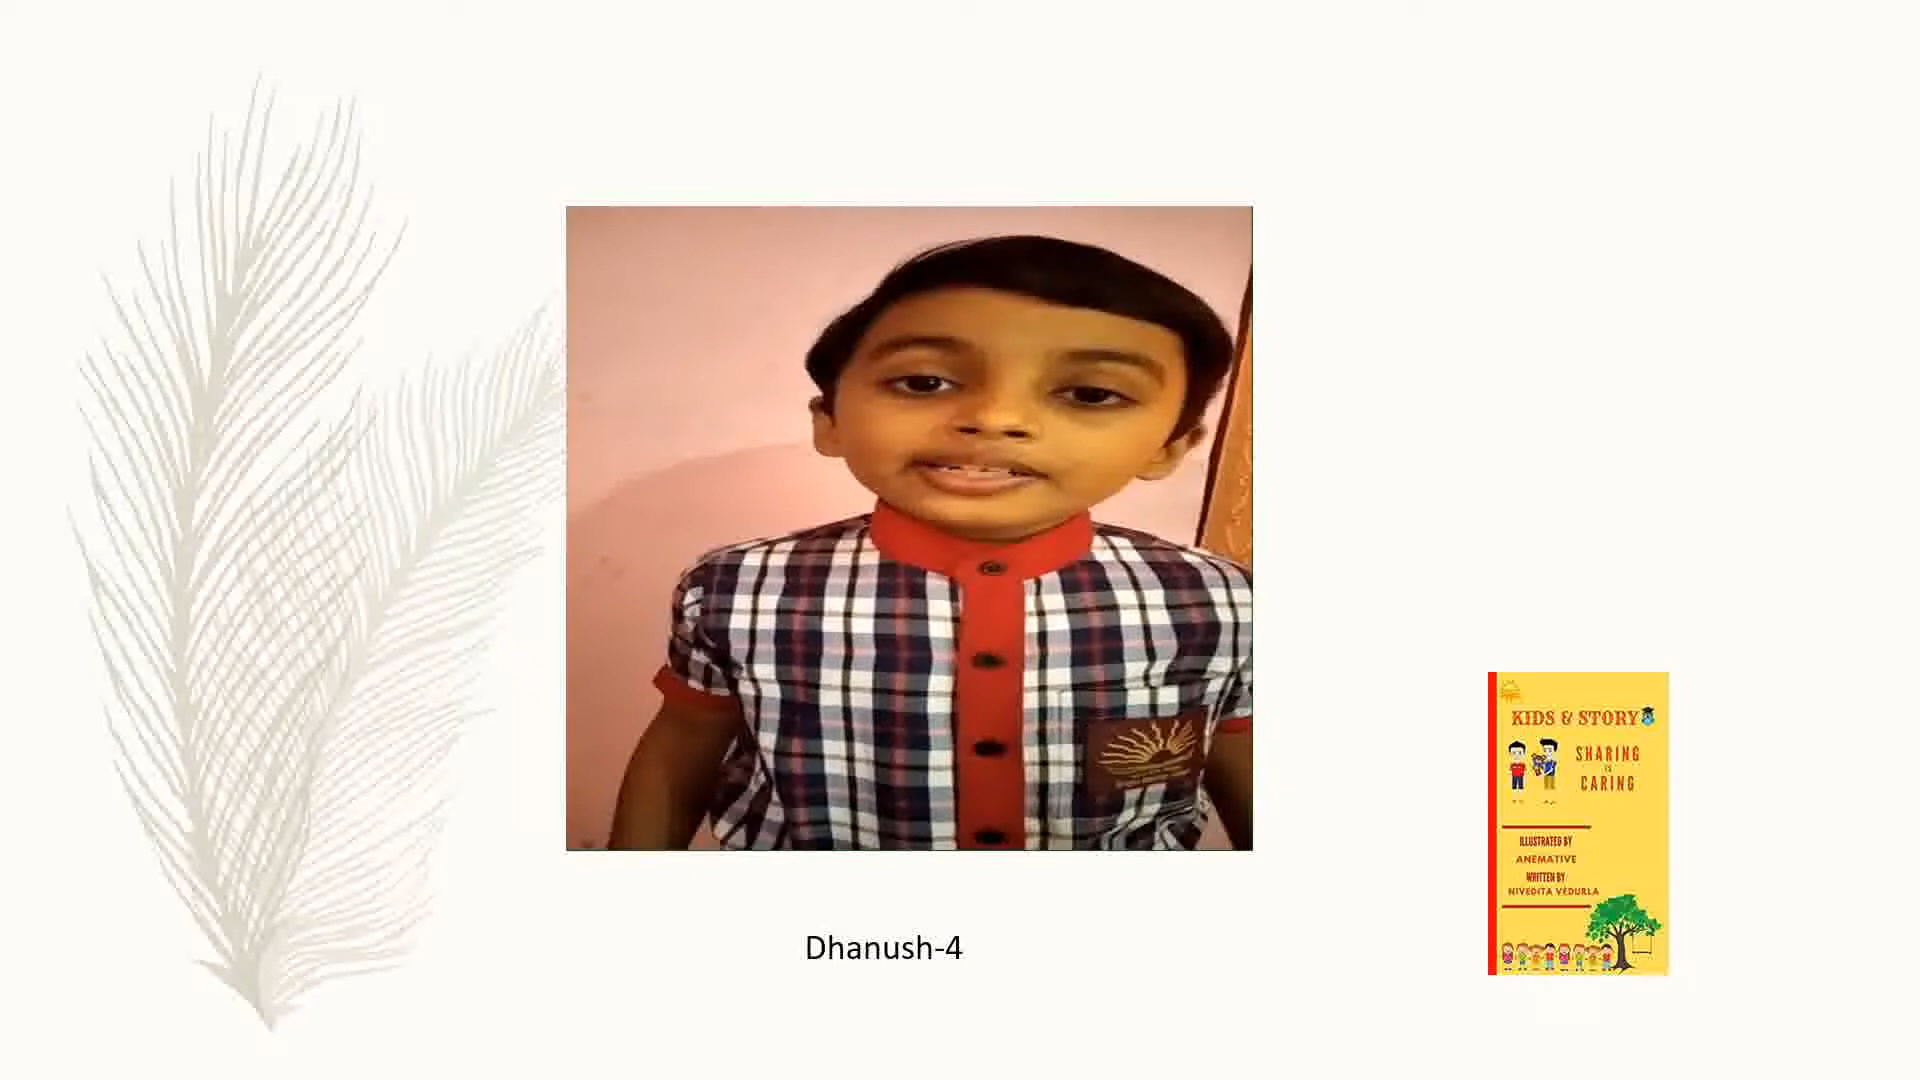 KIDS & STORY
SHARING
IS
CARING
ILLUSTRATED BY
ANEMATIVE
WRITTEN BY
NIVEDITA VEDURLA
Dhanush-4